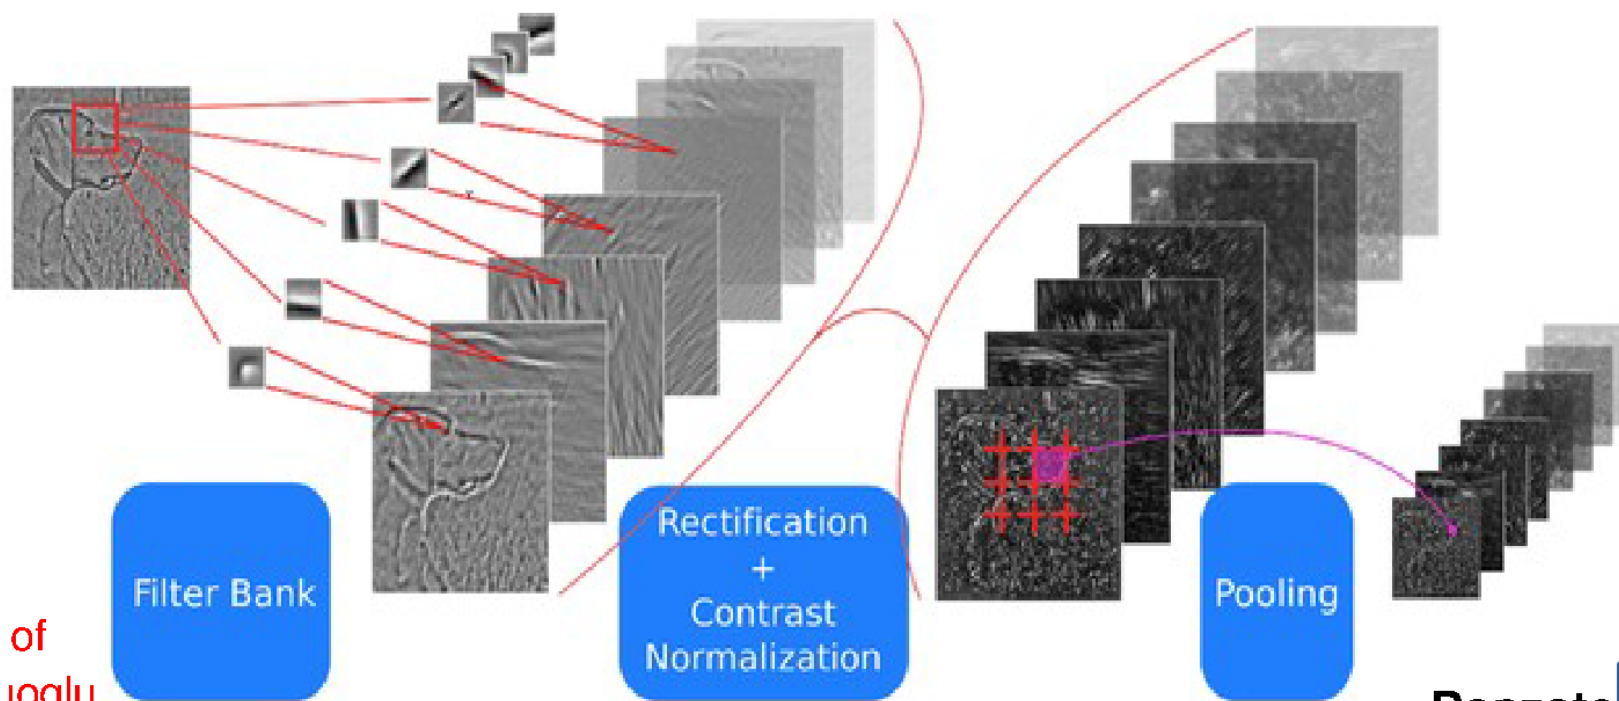 Filter Bank
Rectification
+
Contrast
Normalization
Pooling
of